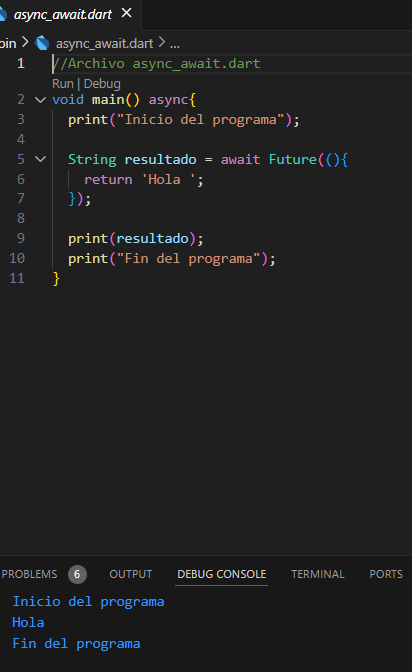 async_await.dart
bin > async_await.dart > ...
1 //Archivo async_await.dart
Run | Debug
2 void main() async{
3 print("Inicio del programa");
4
5 String resultado = await Future((){
6 return 'Hola ';
7 });
8
9 print(resultado);
10 print("Fin del programa");
11 }
PROBLEMS 6 OUTPUT DEBUG CONSOLE TERMINAL PORTS
Inicio del programa
Hola
Fin del programa